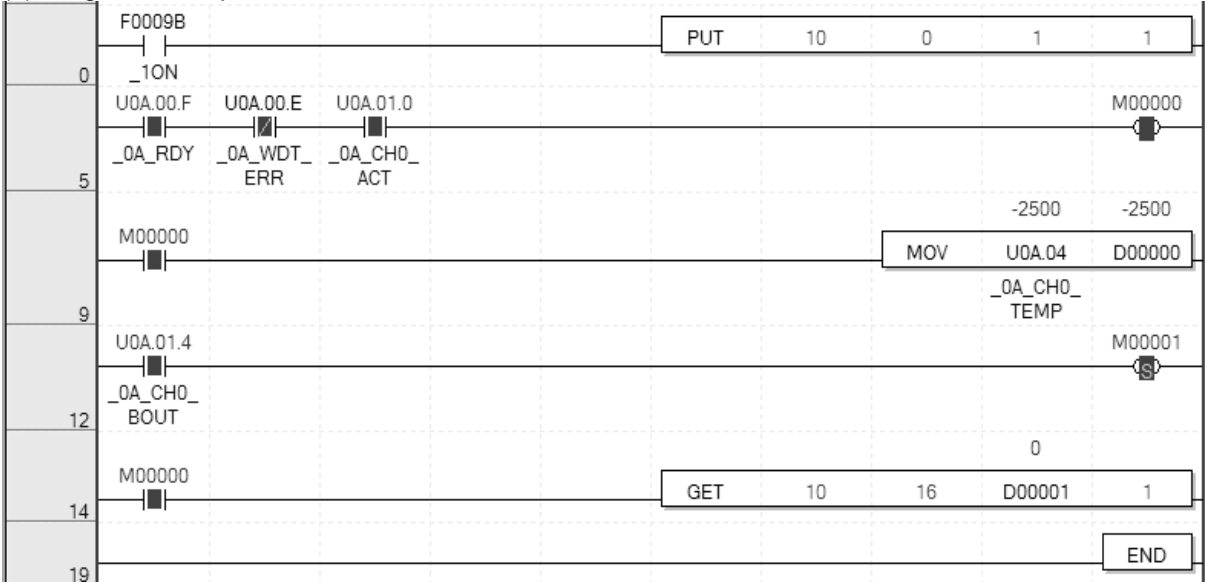 F0009B
PUT 10 0 1 1
0 _1ON
U0A.00.F U0A.00.E U0A.01.0 M00000
_0A_RDY _0A_WDT_ _0A_CH0_
ERR ACT
5
-2500 -2500
M00000
MOV U0A.04 D00000
_0A_CH0_
TEMP
9
U0A.01.4 M00001
S
_0A_CH0_
BOUT
12
0
M00000
GET 10 16 D00001 1
14
END
19